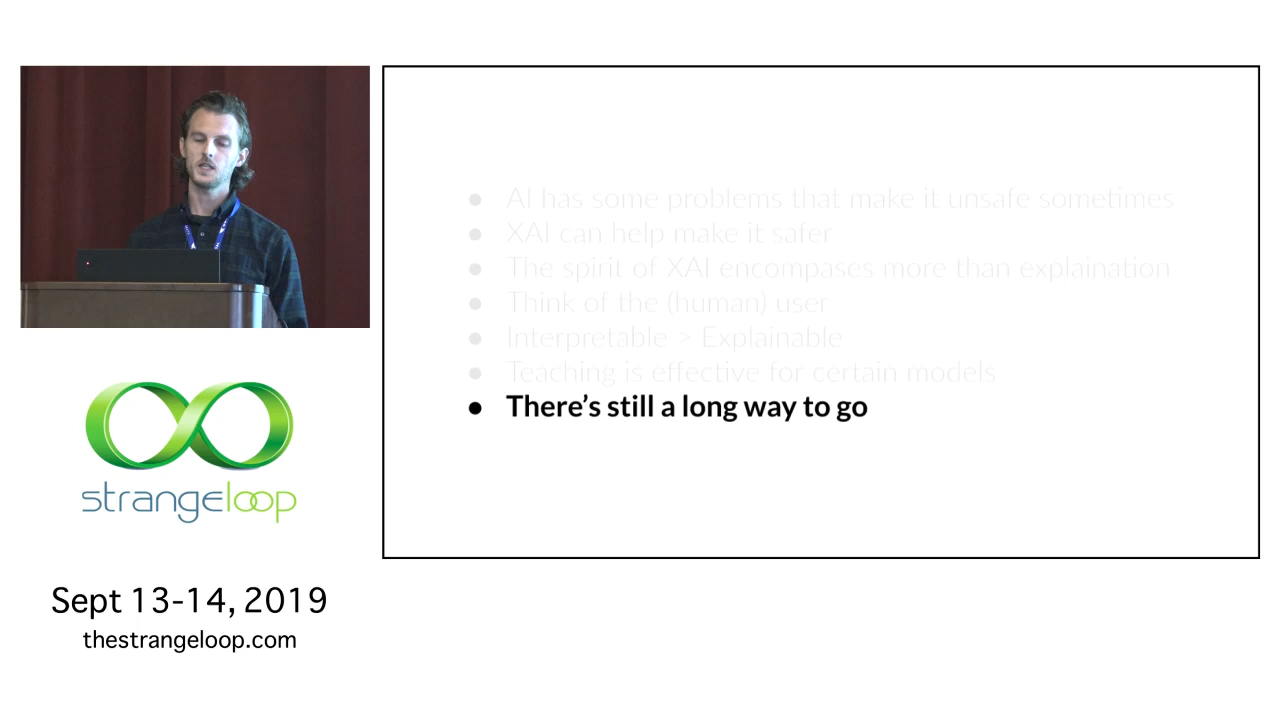 ● AI has some problems that make it unsafe sometimes
● XAI can help make it safer
● The spirit of XAI encompases more than explaination
● Think of the (human) user
● Interpretable > Explainable
● Teaching is effective for certain models
● There's still a long way to go
strangeloop
Sept 13-14, 2019
thestrangeloop.com